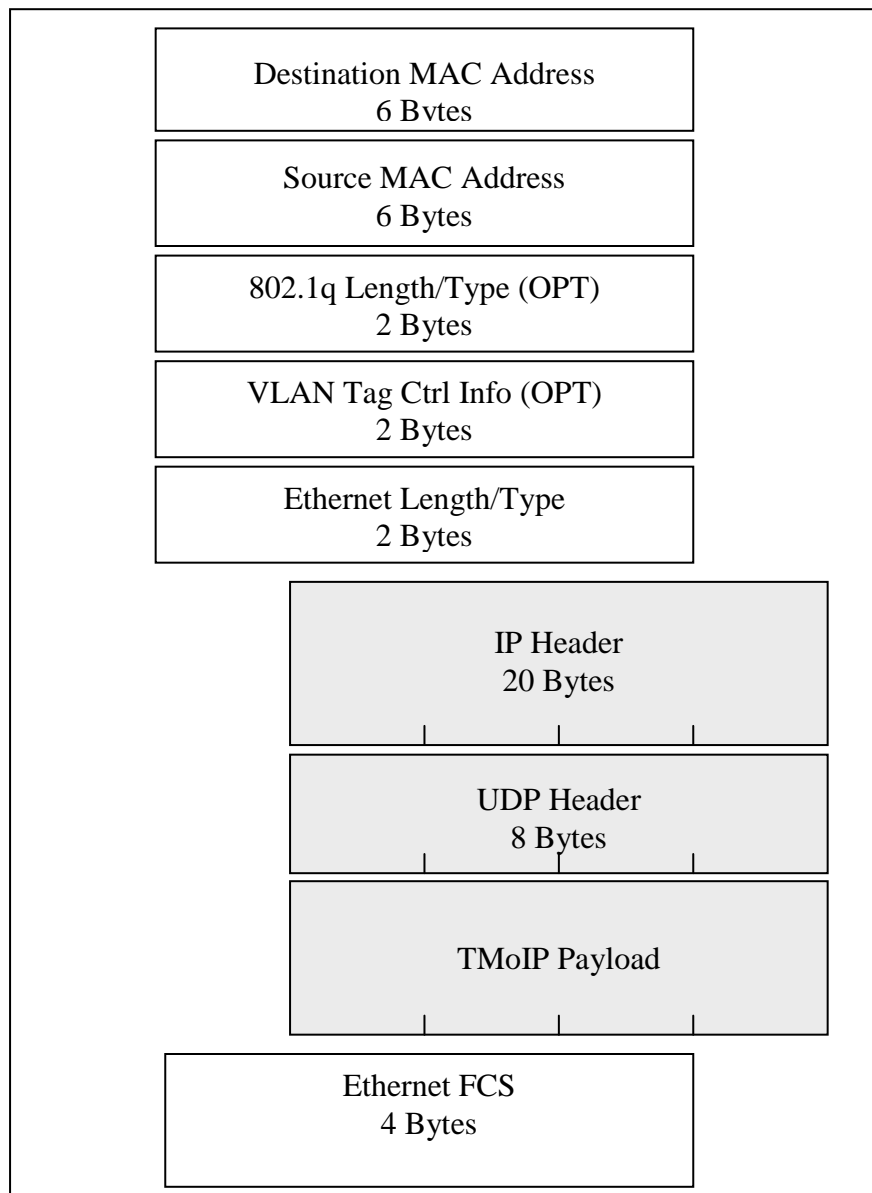 Destination MAC Address
6 Bytes
Source MAC Address
6 Bytes
802.1q Length/Type (OPT)
2 Bytes
VLAN Tag Ctrl Info (OPT)
2 Bytes
Ethernet Length/Type
2 Bytes
IP Header
20 Bytes
UDP Header
8 Bytes
TMoIP Payload
Ethernet FCS
4 Bytes